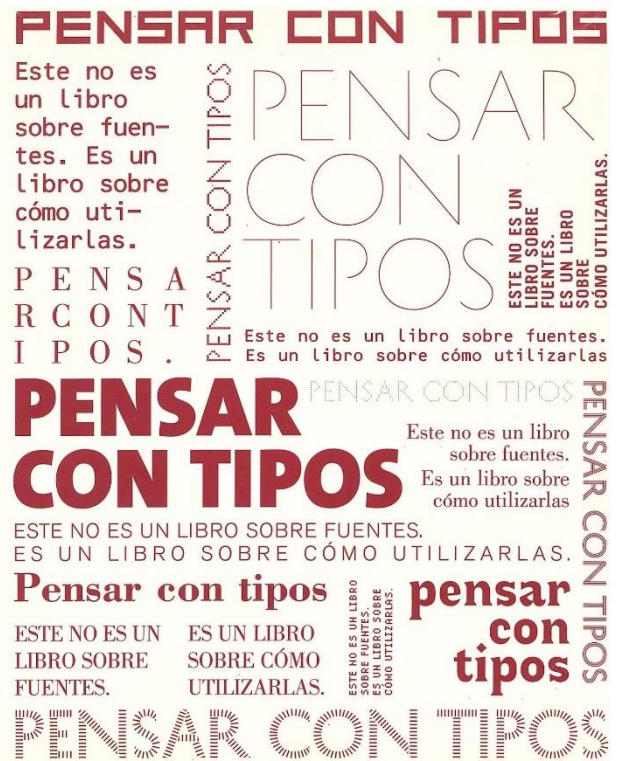 PENSAR CON TIPOS
Este no es
un libro
sobre fuen-
tes. Es un
libro sobre
cómo uti-
lizarlas.
PENSAR CON TIPOS
PENSAR
CON
TIPOS
ESTE NO ES UN
LIBRO SOBRE
FUENTES.
ES UN LIBRO
SOBRE
CÓMO UTILIZARLAS.
P E N S A
R C O N T
I P O S .
Este no es un libro sobre fuentes.
Es un libro sobre cómo utilizarlas
PENSAR
CON TIPOS
PENSAR CON TIPOS
Este no es un libro
sobre fuentes.
Es un libro sobre
cómo utilizarlas
PENSAR CON TIPOS
ESTE NO ES UN LIBRO SOBRE FUENTES.
ES UN LIBRO SOBRE CÓMO UTILIZARLAS.
Pensar con tipos
ESTE NO ES UN
LIBRO SOBRE
FUENTES.
ES UN LIBRO
SOBRE CÓMO
UTILIZARLAS.
ESTE NO ES UN LIBRO
SOBRE FUENTES.
ES UN LIBRO SOBRE
CÓMO UTILIZARLAS.
pensar
con
tipos
PENSAR CON TIPOS